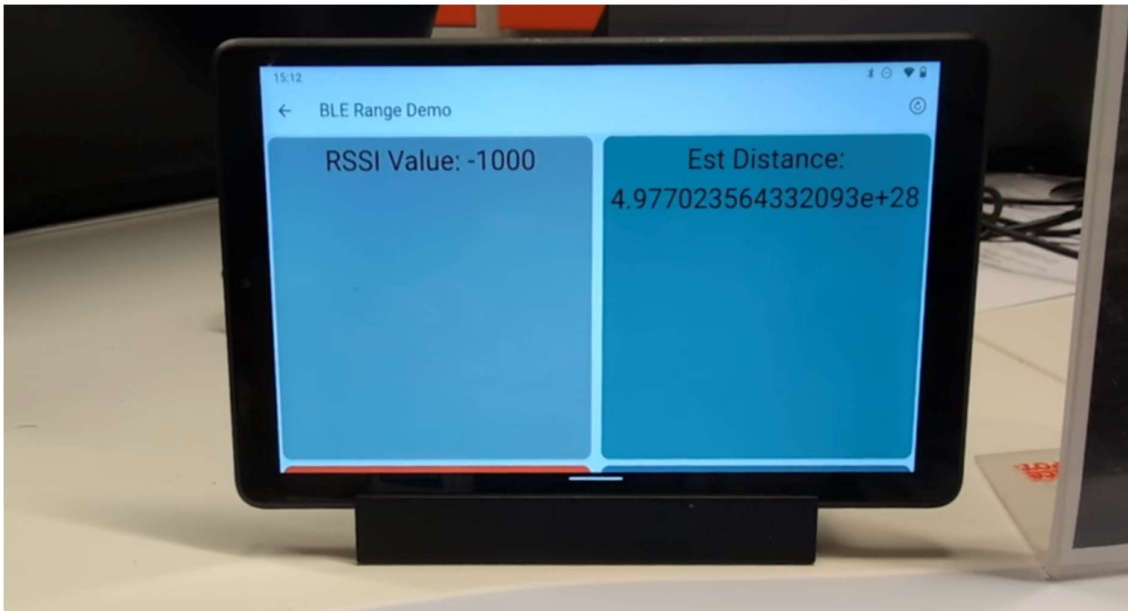 15:12
BLE Range Demo
RSSI Value: -1000
Est Distance:
4.977023564332093e+28